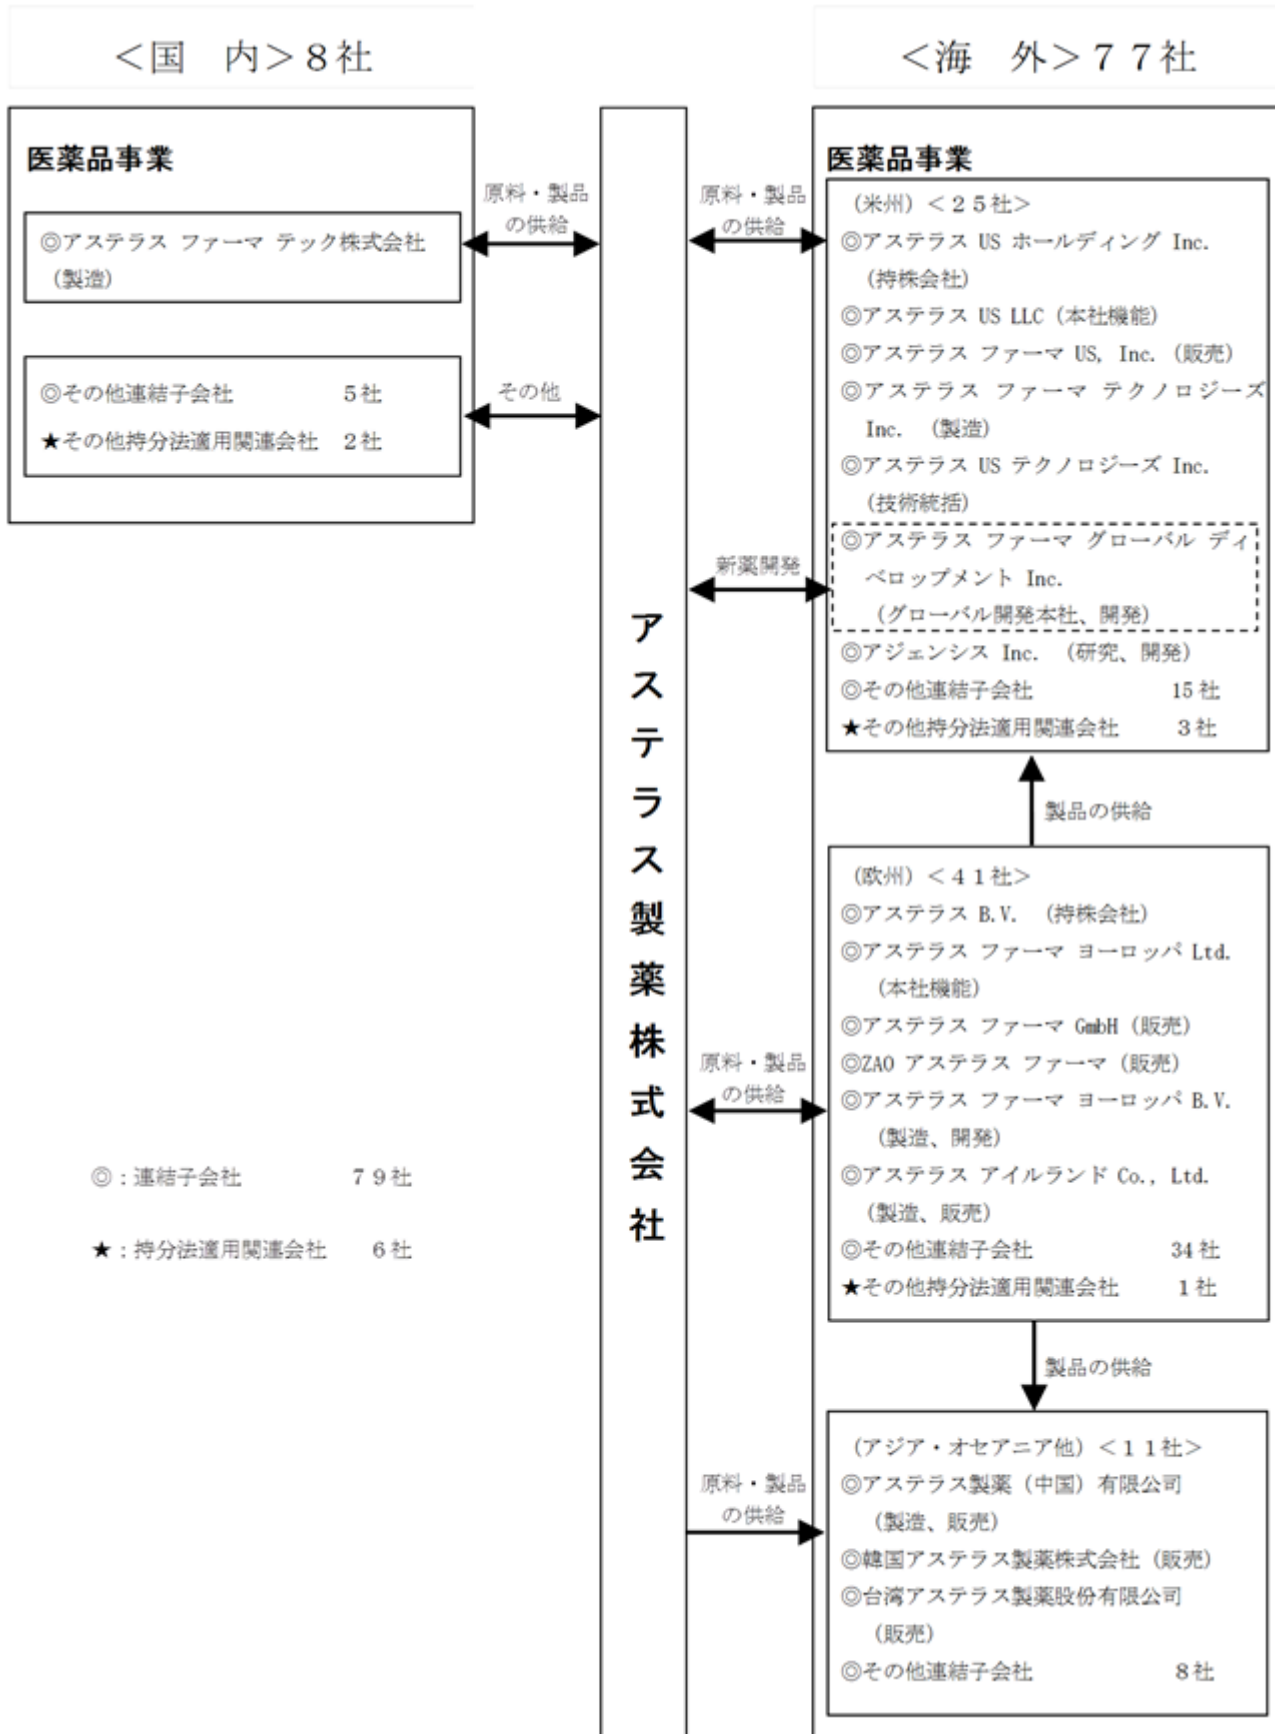 ＜国　内＞８社
＜海　外＞７７社
医薬品事業
◎アステラス ファーマ テック株式会社
（製造）
◎その他連結子会社　５社
★その他持分法適用関連会社　２社
原料・製品
の供給
その他
◎：連結子会社　７９社
★：持分法適用関連会社　６社
アステラス製薬株式会社
原料・製品
の供給
新薬開発
原料・製品
の供給
原料・製品
の供給
医薬品事業
（米州）＜２５社＞
◎アステラス US ホールディング Inc.
（持株会社）
◎アステラス US LLC（本社機能）
◎アステラス ファーマ US, Inc.（販売）
◎アステラス ファーマ テクノロジーズ
Inc.（製造）
◎アステラス US テクノロジーズ Inc.
（技術統括）
◎アステラス ファーマ グローバル ディ
ベロップメント Inc.
（グローバル開発本社、開発）
◎アジェンシス Inc.（研究、開発）
◎その他連結子会社　15 社
★その他持分法適用関連会社　３社
製品の供給
（欧州）＜４１社＞
◎アステラス B.V.（持株会社）
◎アステラス ファーマ ヨーロッパ Ltd.
（本社機能）
◎アステラス ファーマ GmbH（販売）
◎ZAO アステラス ファーマ（販売）
◎アステラス ファーマ ヨーロッパ B.V.
（製造、開発）
◎アステラス アイルランド Co., Ltd.
（製造、販売）
◎その他連結子会社　34 社
★その他持分法適用関連会社　１社
製品の供給
（アジア・オセアニア他）＜１１社＞
◎アステラス製薬（中国）有限公司
（製造、販売）
◎韓国アステラス製薬株式会社（販売）
◎台湾アステラス製薬股份有限公司
（販売）
◎その他連結子会社　８社